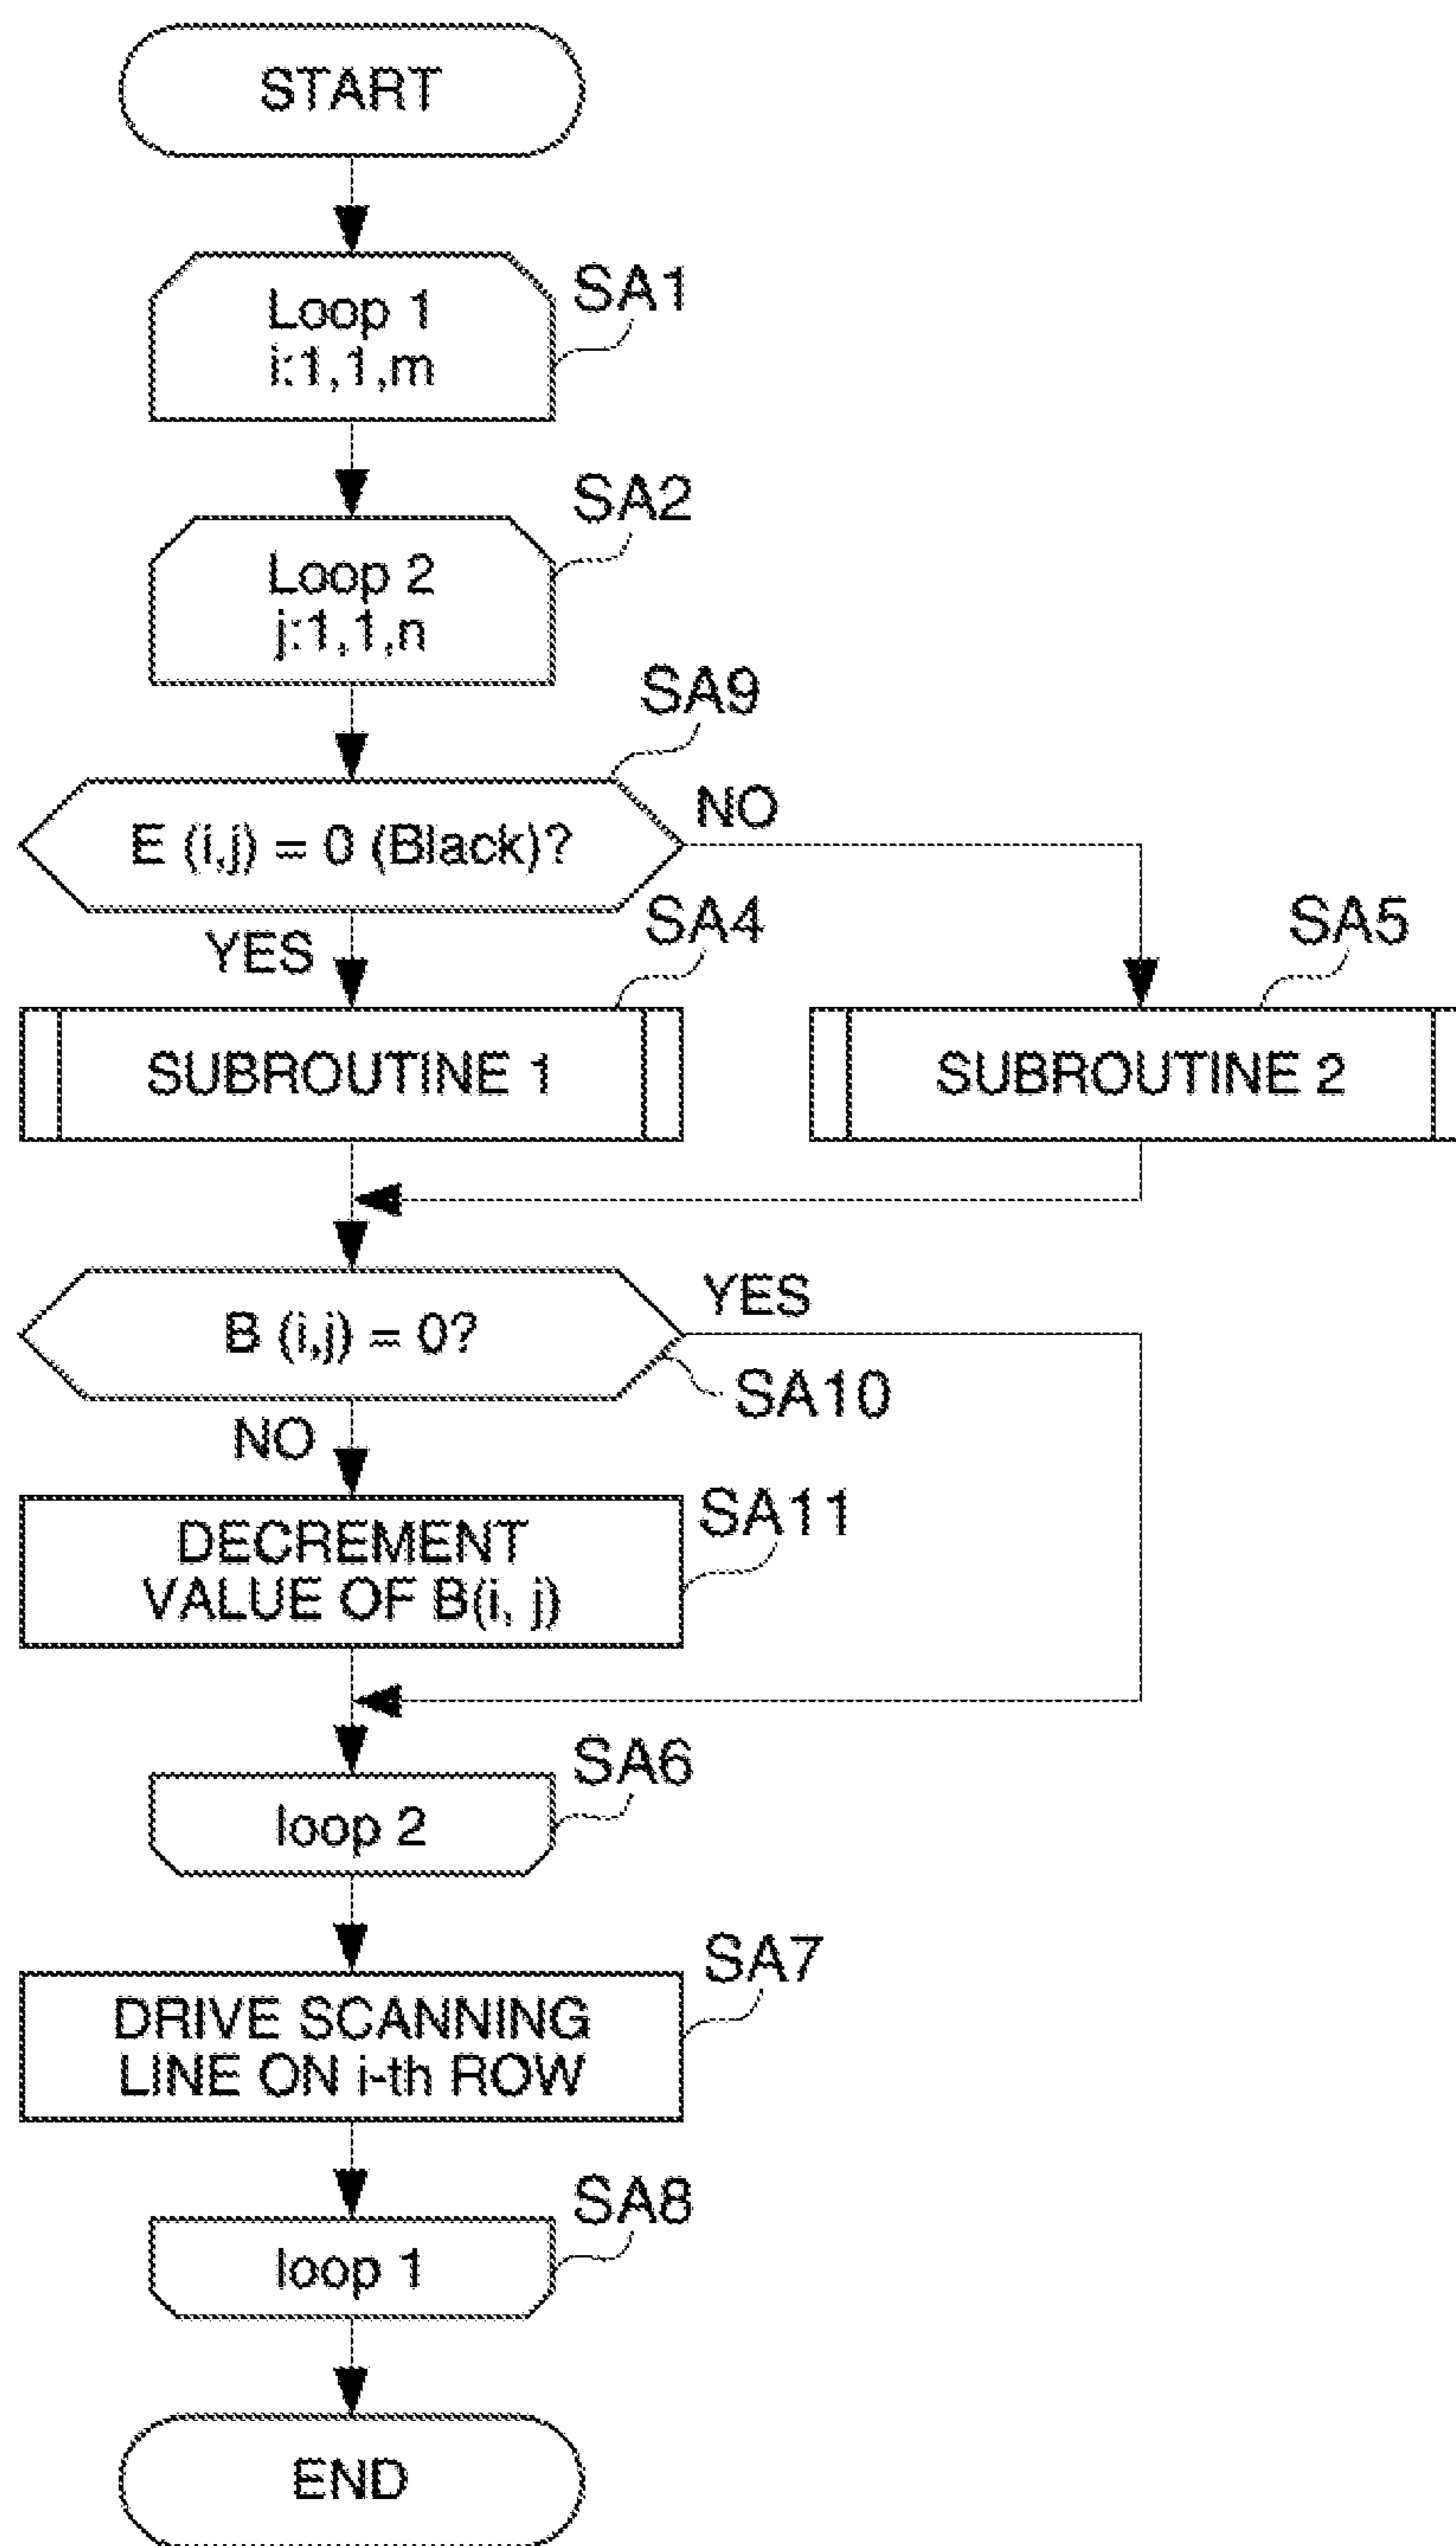 START
Loop 1
i:1,1,m
SA1
Loop 2
j:1,1,n
SA2
E (i,j) = 0 (Black)?
SA9
NO
YES
SUBROUTINE 1
SA4
SUBROUTINE 2
SA5
B (i,j) = 0?
YES
SA10
NO
DECREMENT
VALUE OF B(i, j)
SA11
loop 2
SA6
DRIVE SCANNING
LINE ON i-th ROW
SA7
loop 1
SA8
END